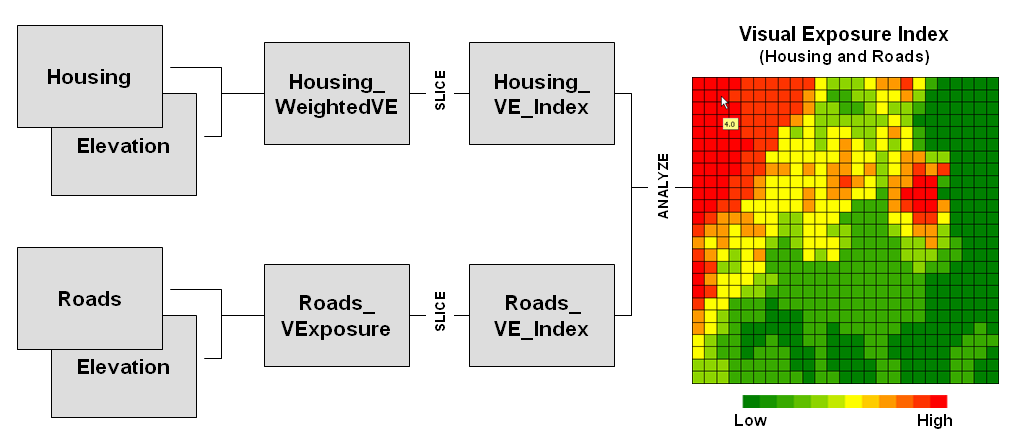 Housing
Elevation
Housing_
WeightedVE
SLICE
Housing_
VE_Index
Roads
Elevation
Roads_
VExposure
SLICE
Roads_
VE_Index
ANALYZE
Visual Exposure Index
(Housing and Roads)
4.0
Low
High